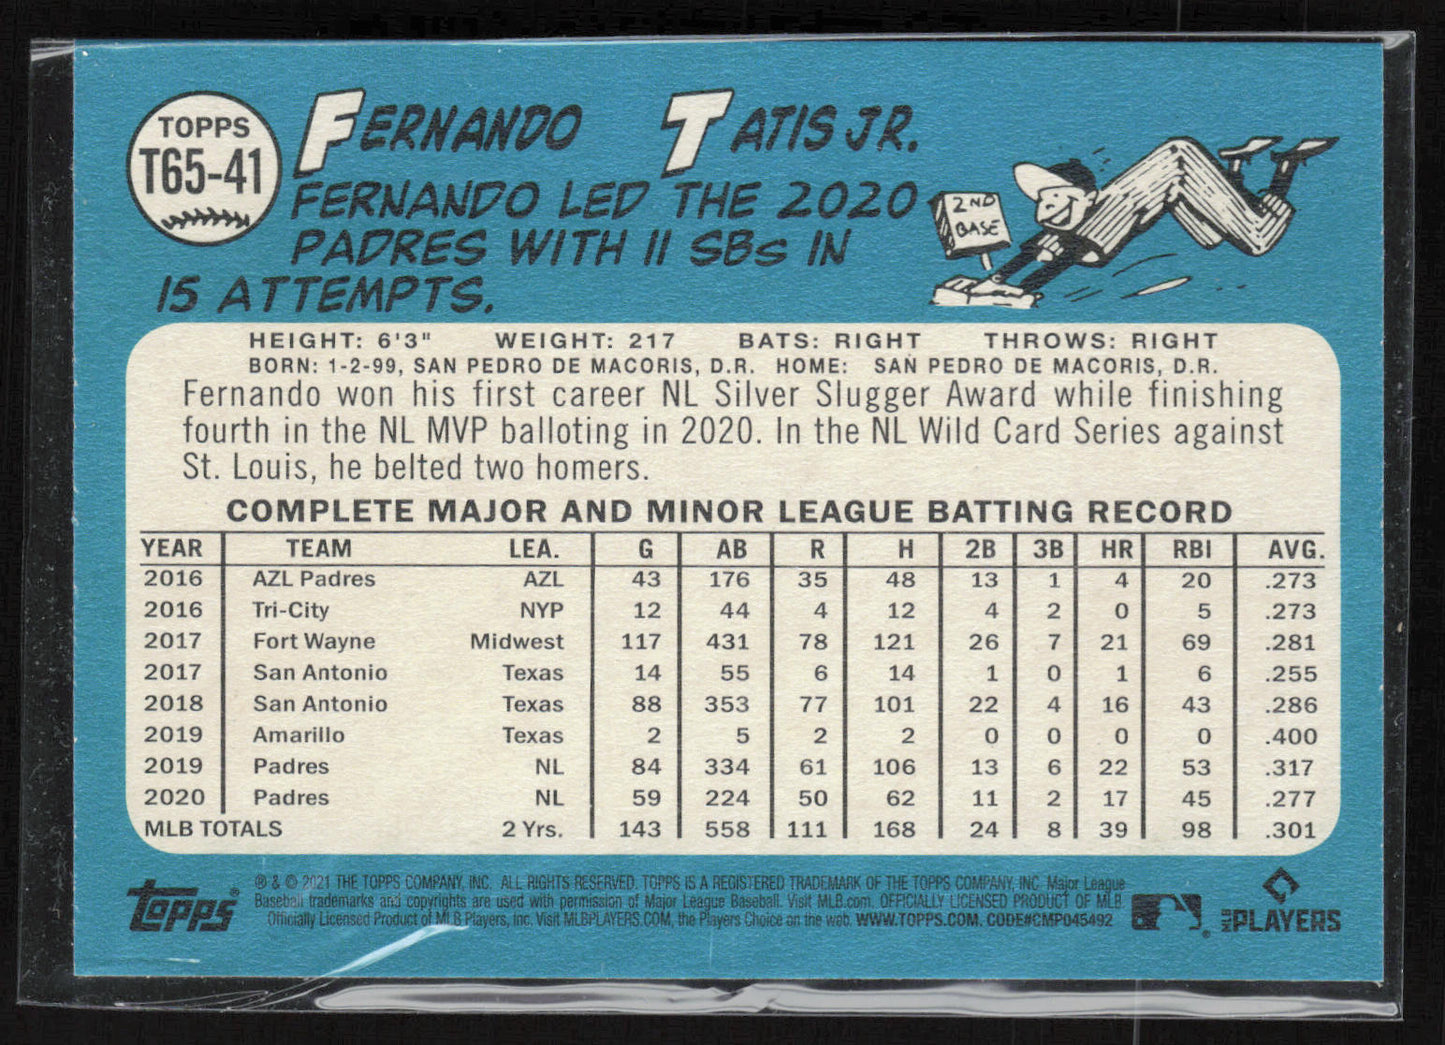 TOPPS
T65-41
FERNANDO TATIS JR.
FERNANDO LED THE 2020
PADRES WITH 11 SBs IN
15 ATTEMPTS.
2ND
BASE
HEIGHT: 6'3" WEIGHT: 217 BATS: RIGHT THROWS: RIGHT
BORN: 1-2-99, SAN PEDRO DE MACORIS, D.R. HOME: SAN PEDRO DE MACORIS, D.R.
Fernando won his first career NL Silver Slugger Award while finishing
fourth in the NL MVP balloting in 2020. In the NL Wild Card Series against
St. Louis, he belted two homers.
COMPLETE MAJOR AND MINOR LEAGUE BATTING RECORD
YEAR TEAM LEA. G AB R H 2B 3B HR RBI AVG.
2016 AZL Padres AZL 43 176 35 48 13 1 4 20 .273
2016 Tri-City NYP 12 44 4 12 4 2 0 5 .273
2017 Fort Wayne Midwest 117 431 78 121 26 7 21 69 .281
2017 San Antonio Texas 14 55 6 14 1 0 1 6 .255
2018 San Antonio Texas 88 353 77 101 22 4 16 43 .286
2019 Amarillo Texas 2 5 2 2 0 0 0 0 .400
2019 Padres NL 84 334 61 106 13 6 22 53 .317
2020 Padres NL 59 224 50 62 11 2 17 45 .277
MLB TOTALS 2 Yrs. 143 558 111 168 24 8 39 98 .301
Topps®
® & © 2021 THE TOPPS COMPANY, INC. ALL RIGHTS RESERVED. TOPPS IS A REGISTERED TRADEMARK OF THE TOPPS COMPANY, INC. Major League
Baseball trademarks and copyrights are used with permission of Major League Baseball. Visit MLB.com. OFFICIALLY LICENSED PRODUCT OF MLB
Officially Licensed Product of MLB Players, Inc. Visit MLBPLAYERS.COM, the Players Choice on the web. WWW.TOPPS.COM. CODE#CMP045492
MLB PLAYERS